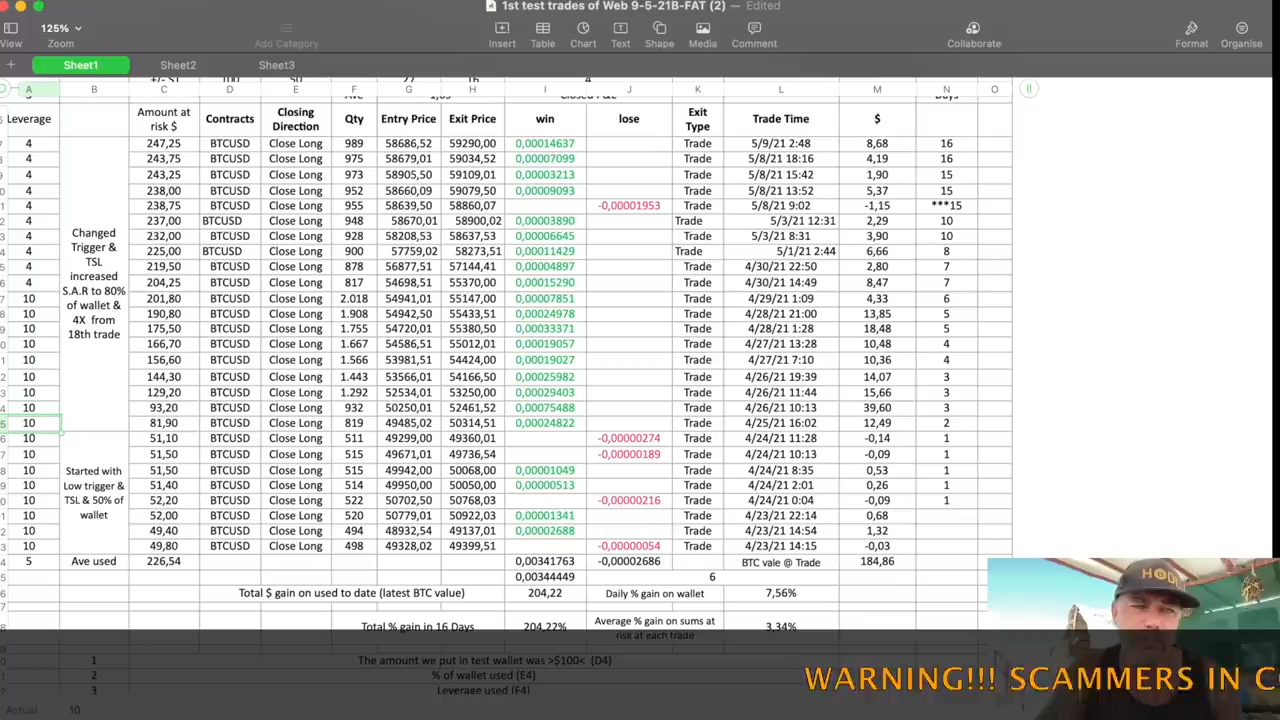 1st test trades of Web 9-5-21B-FAT (2) — Edited
125%
View Zoom Add Category Insert Table Chart Text Shape Media Comment Collaborate Format Organise
+ Sheet1 Sheet2 Sheet3
A B C D E F G H I J K L M N O
Leverage Amount at risk $ Contracts Closing Direction Qty Entry Price Exit Price win lose Exit Type Trade Time $
4 247,25 BTCUSD Close Long 989 58686,52 59290,00 0,00014637 Trade 5/9/21 2:48 8,68 16
4 243,75 BTCUSD Close Long 975 58679,01 59034,52 0,00007099 Trade 5/8/21 18:16 4,19 16
4 243,25 BTCUSD Close Long 973 58905,50 59109,01 0,00003213 Trade 5/8/21 15:42 1,90 15
4 238,00 BTCUSD Close Long 952 58660,09 59079,50 0,00009093 Trade 5/8/21 13:52 5,37 15
4 238,75 BTCUSD Close Long 955 58639,50 58860,07 -0,00001953 Trade 5/8/21 9:02 -1,15 ***15
4 237,00 BTCUSD Close Long 948 58670,01 58900,02 0,00003890 Trade 5/3/21 12:31 2,29 10
4 232,00 BTCUSD Close Long 928 58208,53 58637,53 0,00006645 Trade 5/3/21 8:31 3,90 10
4 225,00 BTCUSD Close Long 900 57759,02 58273,51 0,00011429 Trade 5/1/21 2:44 6,66 8
4 219,50 BTCUSD Close Long 878 56877,51 57144,41 0,00004897 Trade 4/30/21 22:50 2,80 7
4 204,25 BTCUSD Close Long 817 54698,51 55370,00 0,00015290 Trade 4/30/21 14:49 8,47 7
10 201,80 BTCUSD Close Long 2.018 54941,01 55147,00 0,00007851 Trade 4/29/21 1:09 4,33 6
10 190,80 BTCUSD Close Long 1.908 54942,50 55433,51 0,00024978 Trade 4/28/21 21:00 13,85 5
10 175,50 BTCUSD Close Long 1.755 54720,01 55380,50 0,00033371 Trade 4/28/21 1:28 18,48 5
10 166,70 BTCUSD Close Long 1.667 54586,51 55012,01 0,00019057 Trade 4/27/21 13:28 10,48 4
10 156,60 BTCUSD Close Long 1.566 53981,51 54424,00 0,00019027 Trade 4/27/21 7:10 10,36 4
10 144,30 BTCUSD Close Long 1.443 53566,01 54166,50 0,00025982 Trade 4/26/21 19:39 14,07 3
10 129,20 BTCUSD Close Long 1.292 52534,01 53250,00 0,00029403 Trade 4/26/21 11:44 15,66 3
10 93,20 BTCUSD Close Long 932 50250,01 52461,52 0,00075488 Trade 4/26/21 10:13 39,60 3
10 81,90 BTCUSD Close Long 819 49485,02 50314,51 0,00024822 Trade 4/25/21 16:02 12,49 2
Changed
Trigger &
TSL
increased
S.A.R to 80%
of wallet &
4X from
18th trade
10 51,10 BTCUSD Close Long 511 49299,00 49360,01 -0,00000274 Trade 4/24/21 11:28 -0,14 1
10 51,50 BTCUSD Close Long 515 49671,01 49736,54 -0,00000189 Trade 4/24/21 10:13 -0,09 1
10 51,50 BTCUSD Close Long 515 49942,00 50068,00 0,00001049 Trade 4/24/21 8:35 0,53 1
10 51,40 BTCUSD Close Long 514 49950,00 50050,00 0,00000513 Trade 4/24/21 2:01 0,26 1
10 52,20 BTCUSD Close Long 522 50702,50 50768,03 -0,00000216 Trade 4/24/21 0:04 -0,09 1
10 52,00 BTCUSD Close Long 520 50779,01 50922,03 0,00001341 Trade 4/23/21 22:14 0,68
10 49,40 BTCUSD Close Long 494 48932,54 49137,01 0,00002688 Trade 4/23/21 14:54 1,32
10 49,80 BTCUSD Close Long 498 49328,02 49399,51 -0,00000054 Trade 4/23/21 14:15 -0,03
Started with
Low trigger &
TSL & 50% of
wallet
5 Ave used 226,54 0,00341763 -0,00002686 BTC vale @ Trade 184,86
0,00344449 6
Total $ gain on used to date (latest BTC value) 204,22 Daily % gain on wallet 7,56%
Total % gain in 16 Days 204,22% Average % gain on sums at risk at each trade 3,34%
1 The amount we put in test wallet was >$100< (D4)
2 % of wallet used (E4)
3 Leverage used (F4)
HODL
WARNING!!! SCAMMERS IN
Actual 10